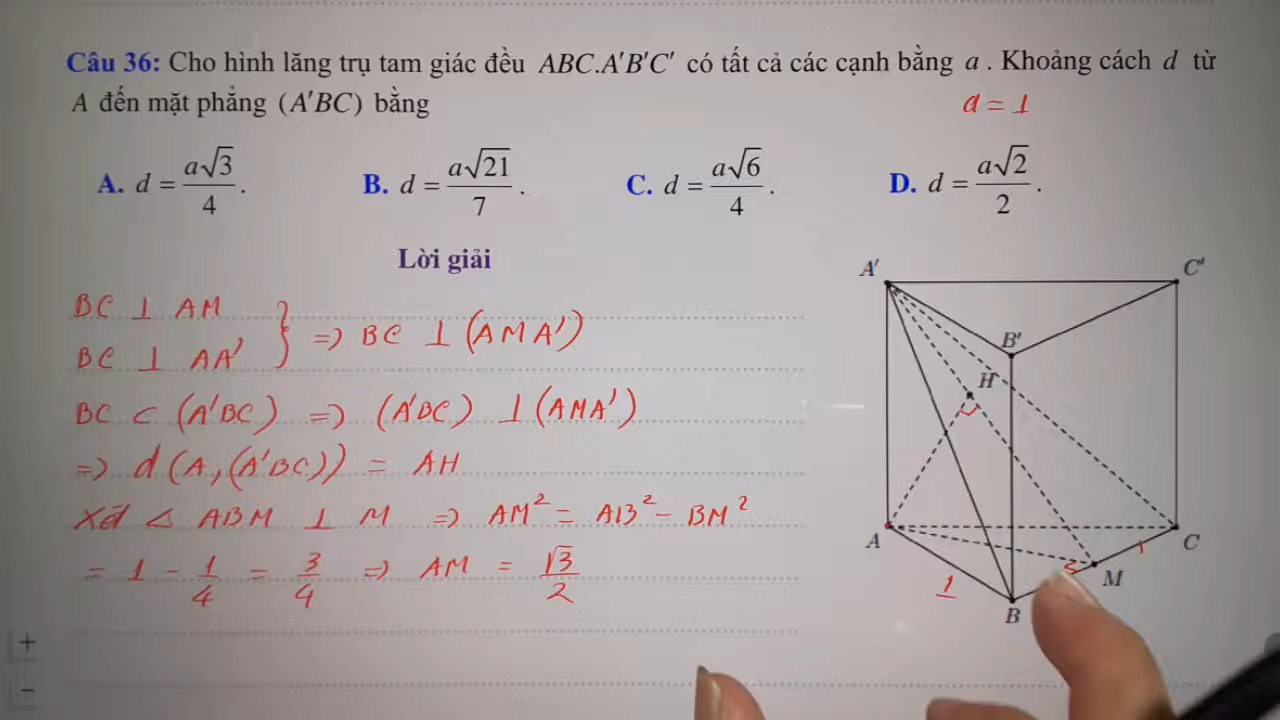 Câu 36: Cho hình lăng trụ tam giác đều ABC.A'B'C' có tất cả các cạnh bằng a. Khoảng cách d từ
A đến mặt phẳng (A'BC) bằng
a = 1
A. d = a√3/4. B. d = a√21/7. C. d = a√6/4. D. d = a√2/2.
Lời giải
BC ⊥ AM
BC ⊥ AA' } => BC ⊥ (AMA')
BC ⊂ (A'BC) => (A'BC) ⊥ (AMA')
=> d(A,(A'BC)) = AH
Xét △ ABM ⊥ M => AM² = AB² - BM²
= 1 - 1/4 = 3/4 => AM = √3/2
A'
C'
B'
H
A
C
M
1
B
+
−